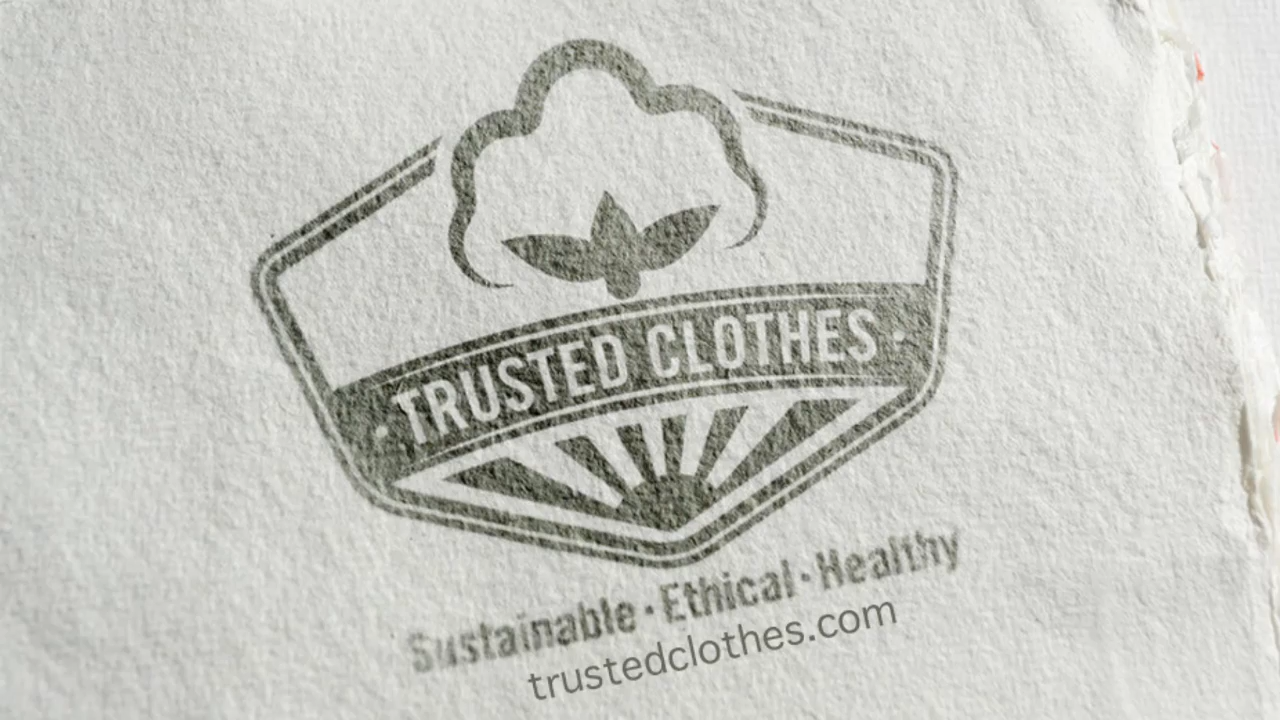 · TRUSTED CLOTHES ·
Sustainable · Ethical · Healthy
trustedclothes.com